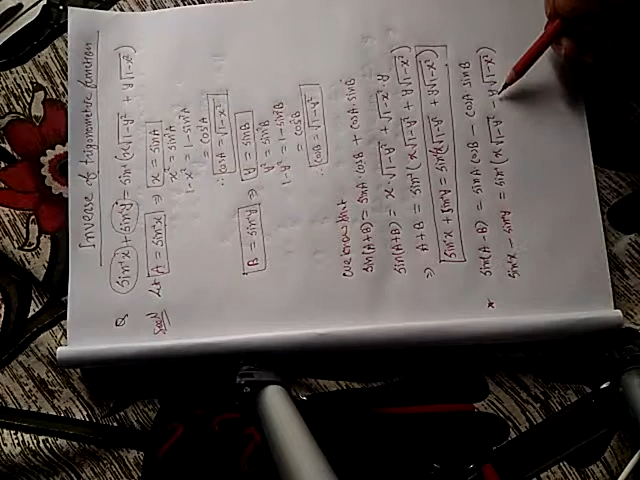 Inverse of trigonometric function
Q sin⁻¹x + sin⁻¹y = sin⁻¹(x√1-y² + y√1-x²)
Sol^n Let A = sin⁻¹x ⇒ x = sinA
x² = sin²A
1-x² = 1-sin²A
= cos²A
∴ cosA = √1-x²
B = sin⁻¹y ⇒ y = sinB
y² = sin²B
1-y² = 1-sin²B
= cos²B
∴ cosB = √1-y²
we know that
sin(A+B) = sinA·cosB + cosA·sinB
sin(A+B) = x·√1-y² + √1-x²·y
⇒ A+B = sin⁻¹(x√1-y² + y√1-x²)
sin⁻¹x + sin⁻¹y = sin⁻¹(x√1-y² + y√1-x²)
sin(A-B) = sinA cosB - cosA sinB
* sin⁻¹x - sin⁻¹y = sin⁻¹(x√1-y² - y√1-x²)